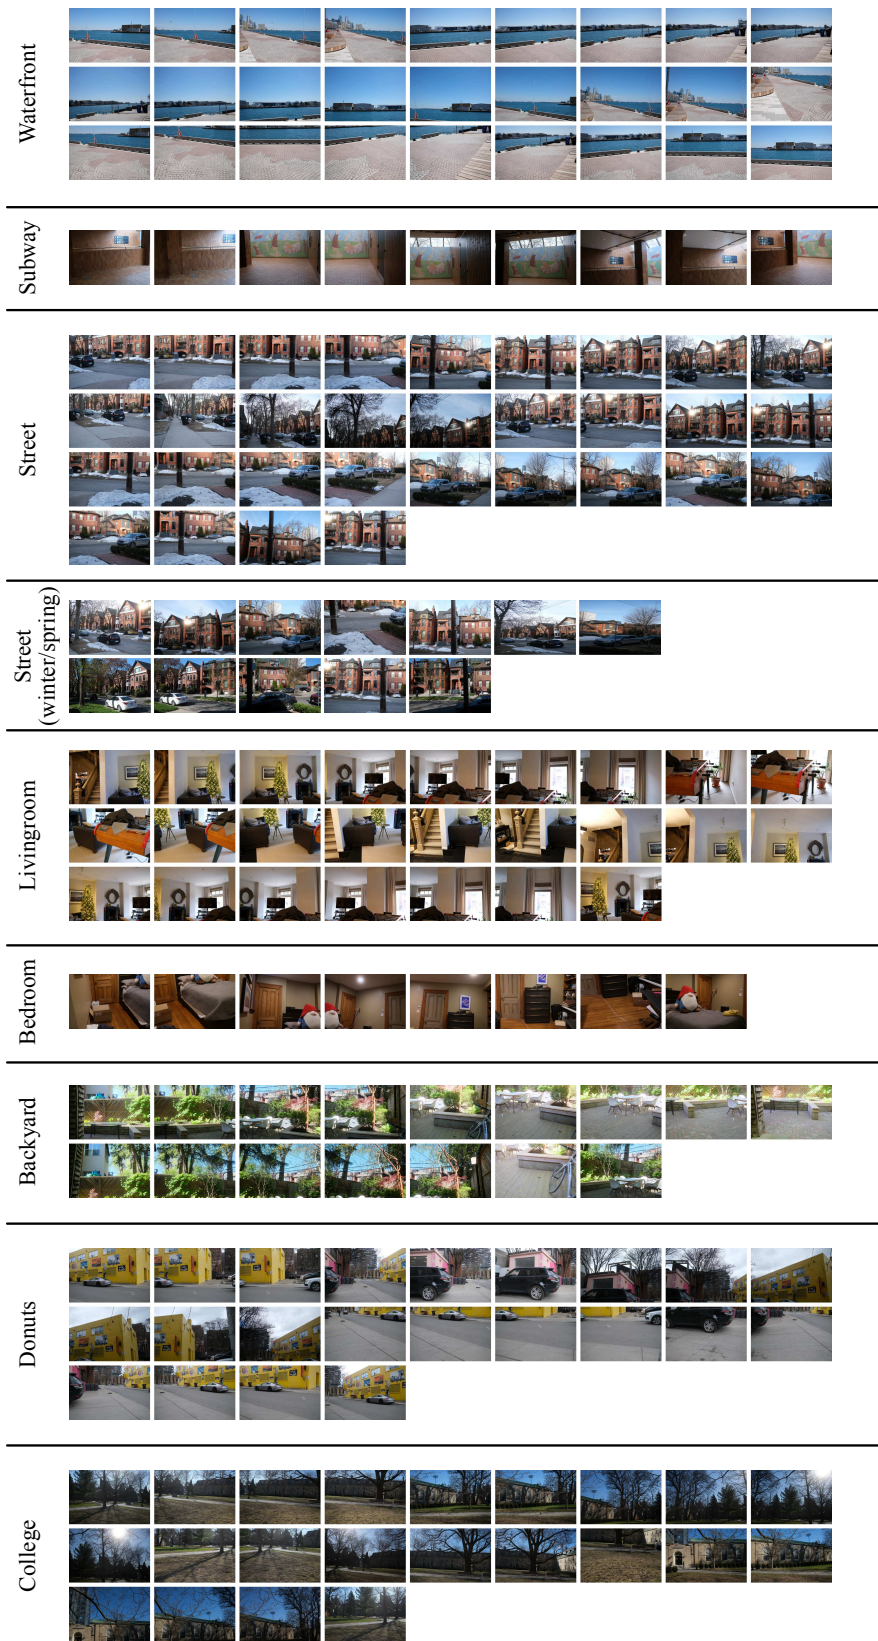 Waterfront
Subway
Street
Street
(winter/spring)
Livingroom
Bedroom
Backyard
Donuts
College